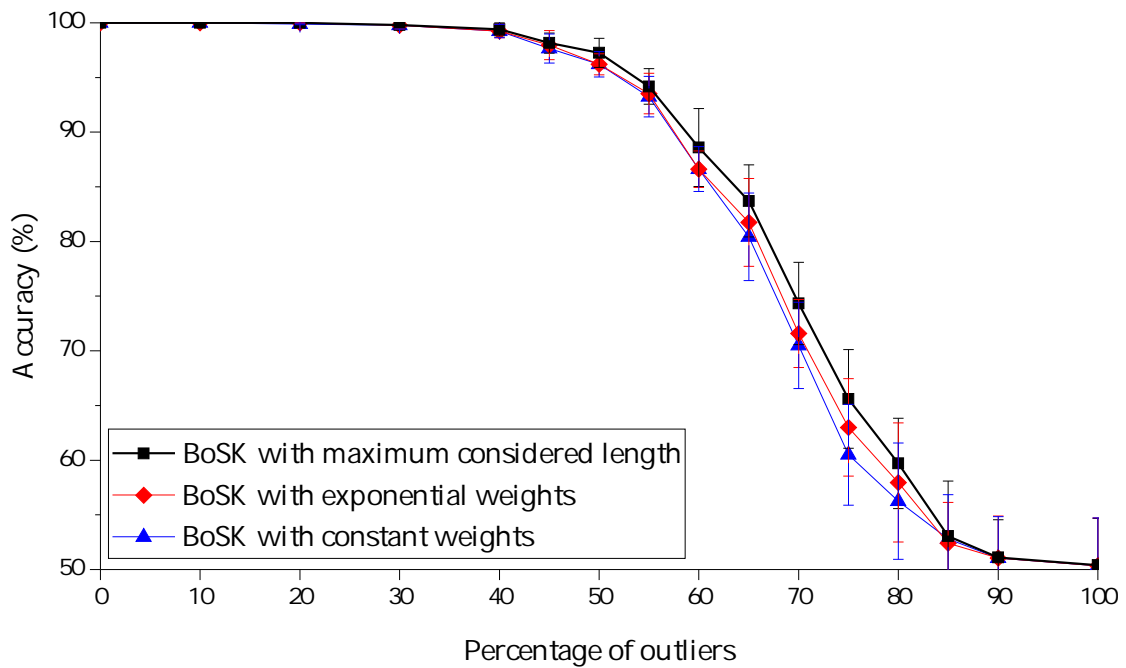 100
90
80
70
60
50
Accuracy (%)
BoSK with maximum considered length
BoSK with exponential weights
BoSK with constant weights
0 10 20 30 40 50 60 70 80 90 100
Percentage of outliers